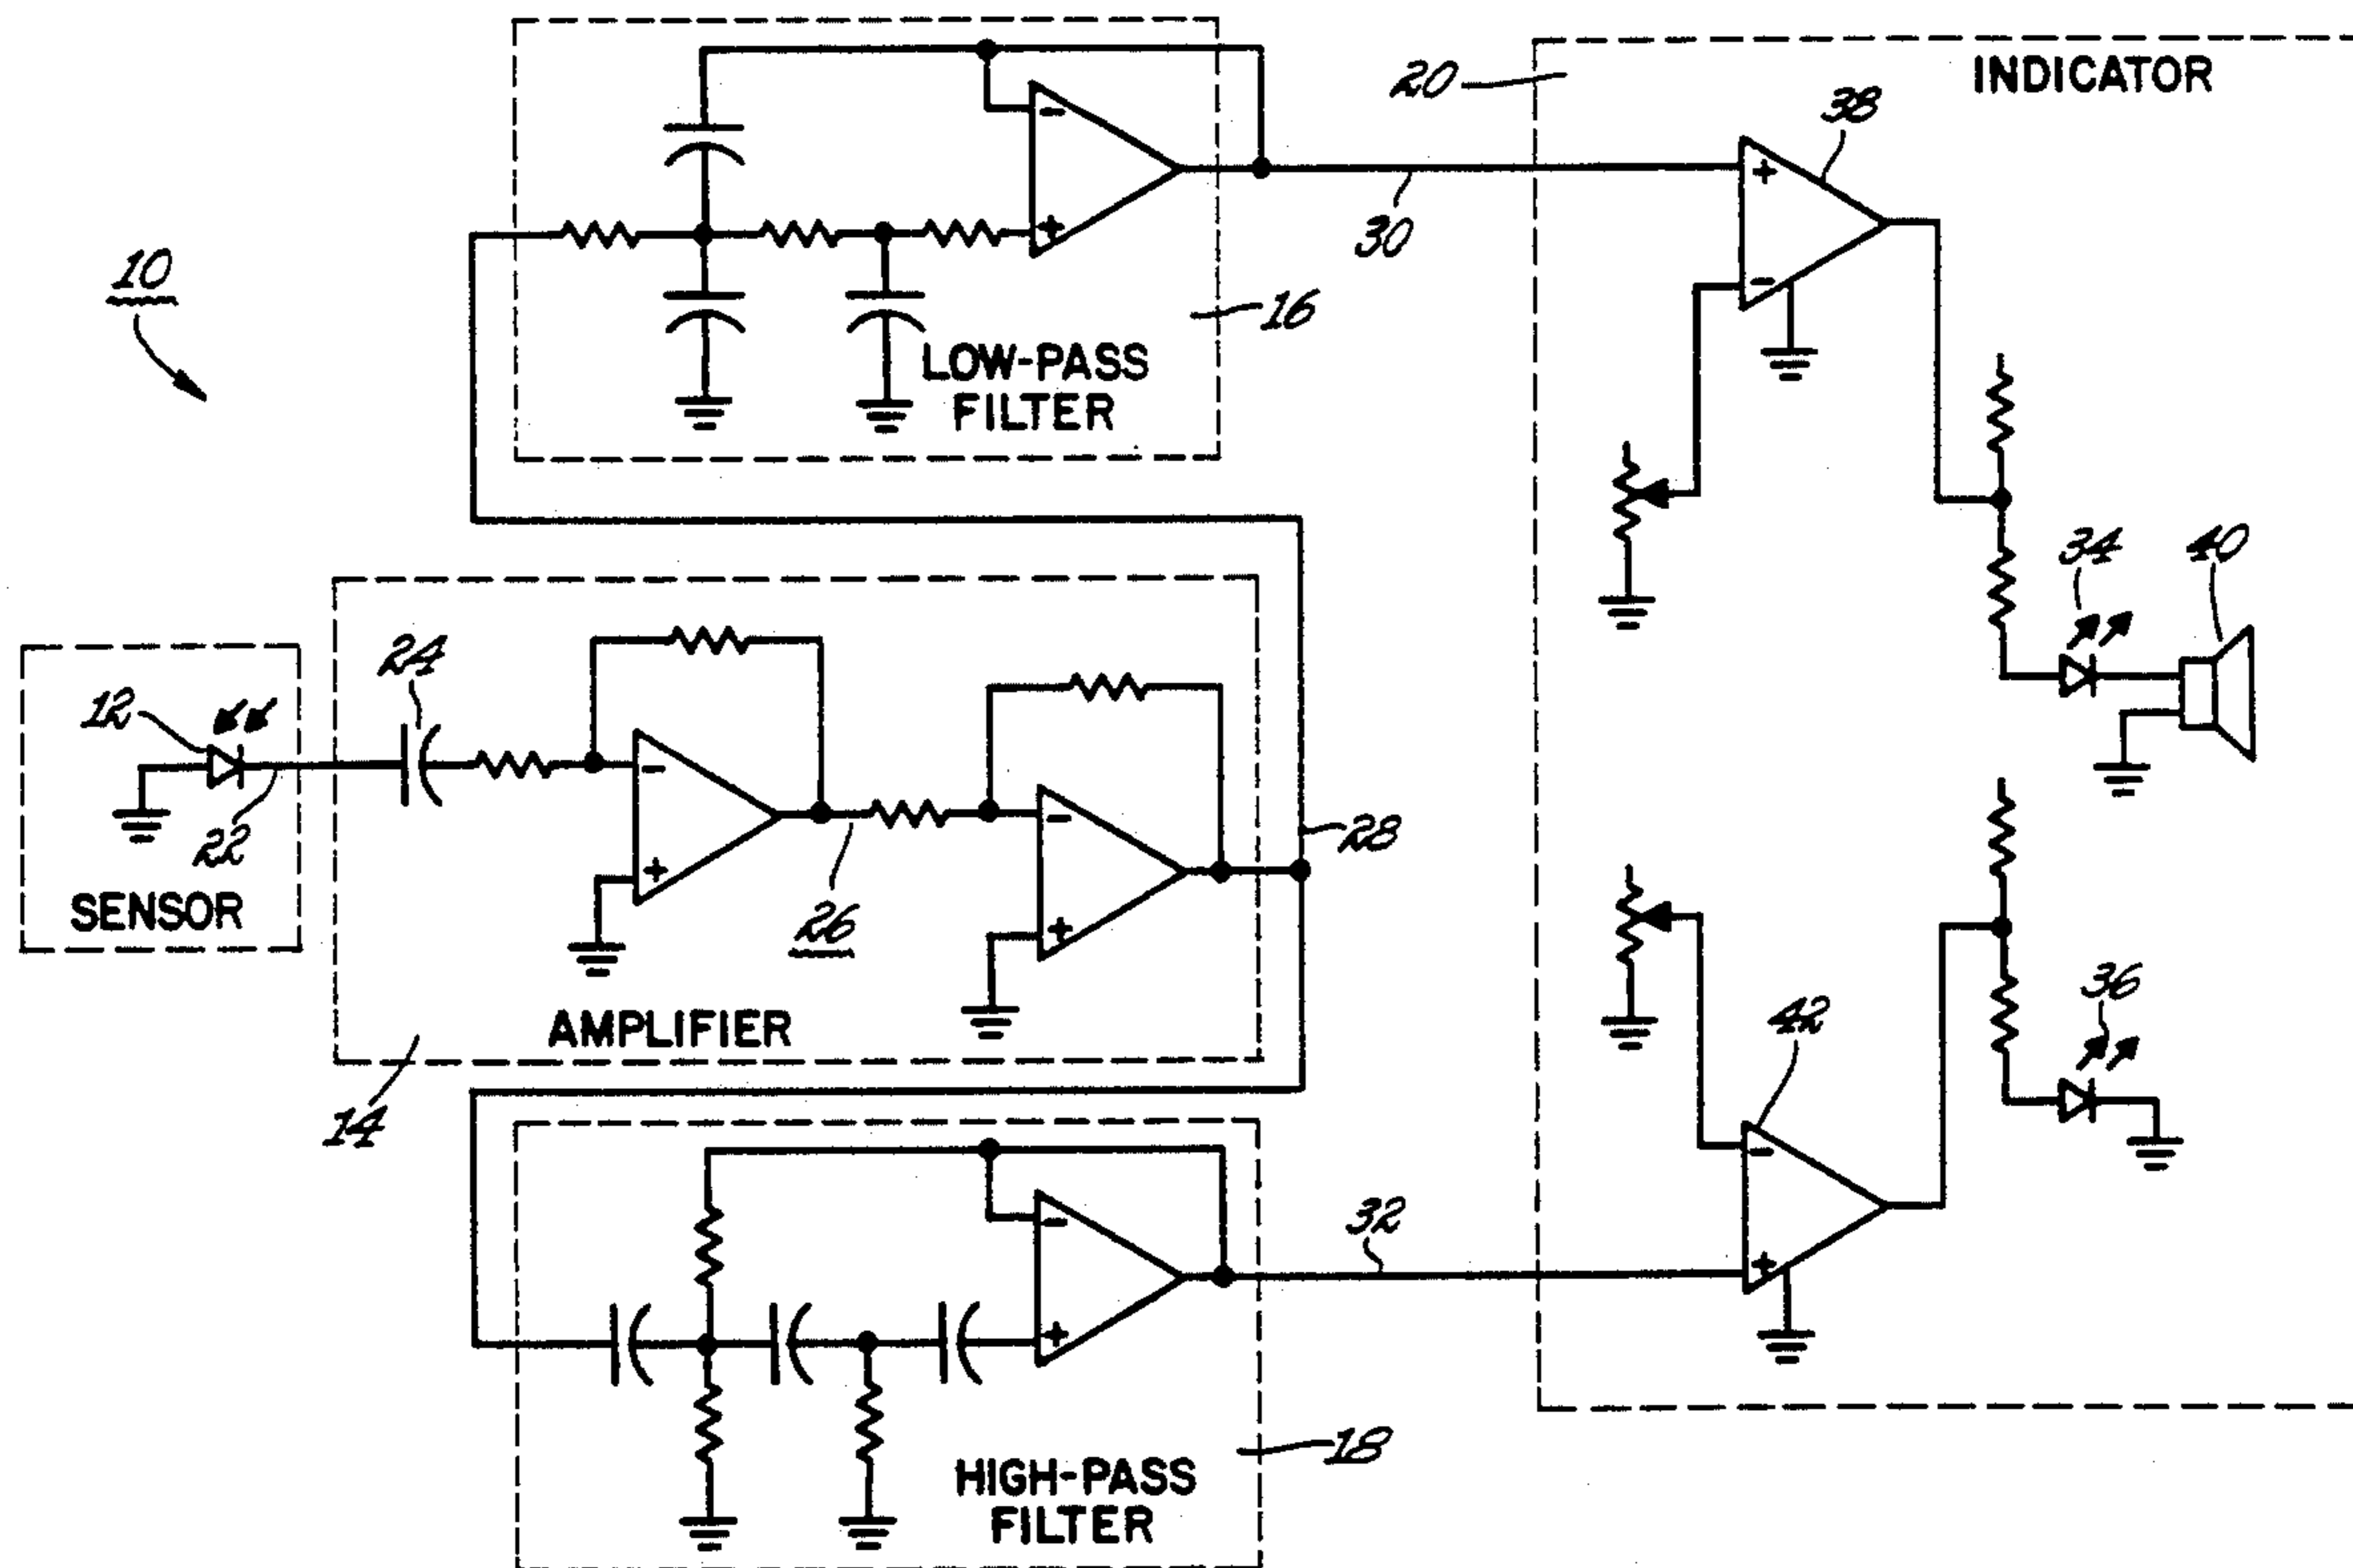 INDICATOR
20
38
30
10
16
LOW-PASS
FILTER
34
40
24
12
22
SENSOR
28
26
AMPLIFIER
14
36
42
32
18
HIGH-PASS
FILTER